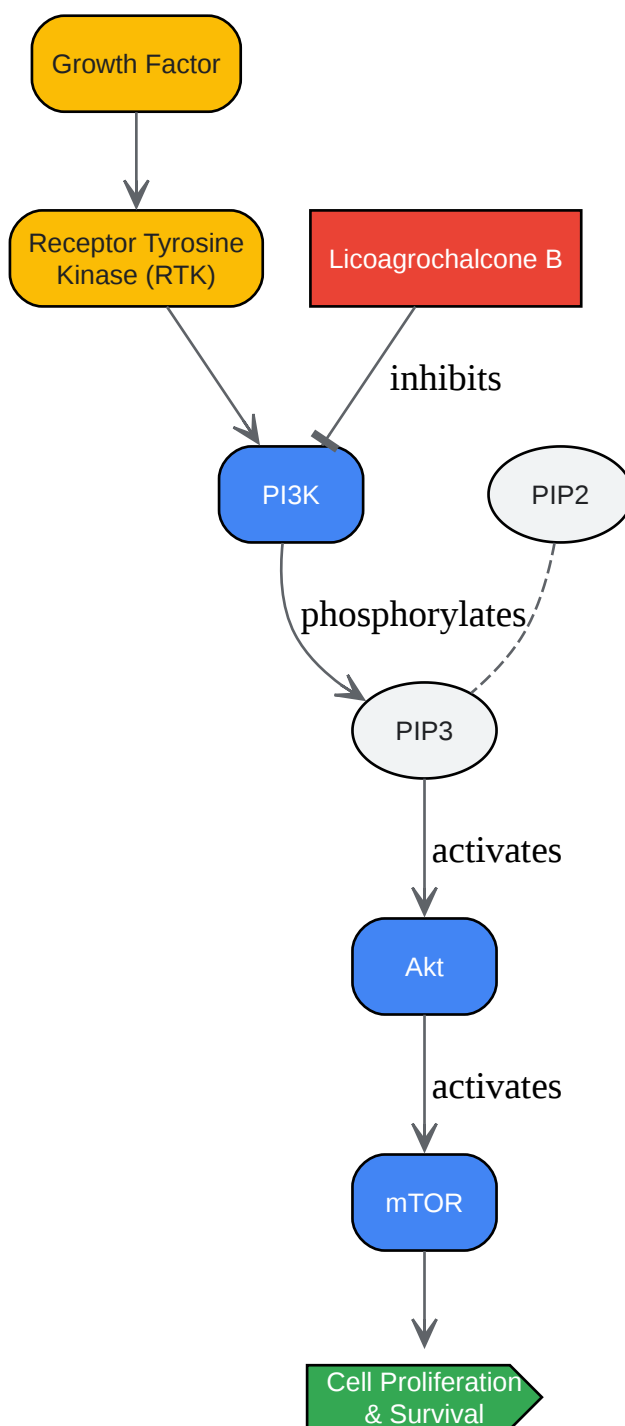 Growth Factor
Receptor Tyrosine
Kinase (RTK)
Licoagrochalcone B
inhibits
PI3K
PIP2
phosphorylates
PIP3
activates
Akt
activates
mTOR
Cell Proliferation
& Survival